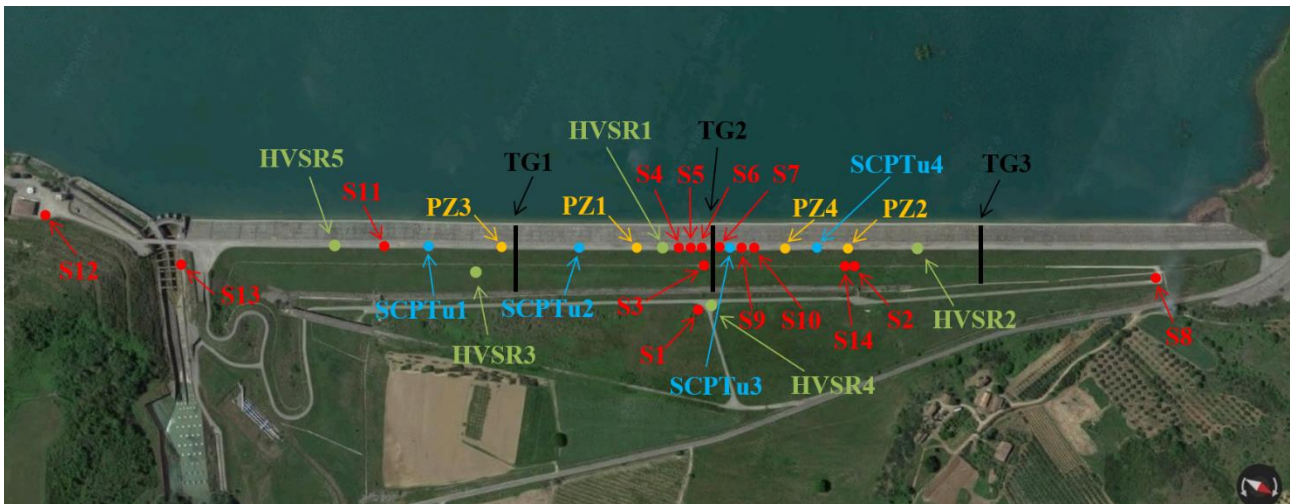 HVSR1
TG2
HVSR5
TG1
S4
S5
S6
S7
SCPTu4
TG3
S11
PZ3
PZ1
PZ4
PZ2
S12
S13
SCPTu1
SCPTu2
S3
S9
S10
S14
S2
HVSR2
S8
HVSR3
S1
SCPTu3
HVSR4